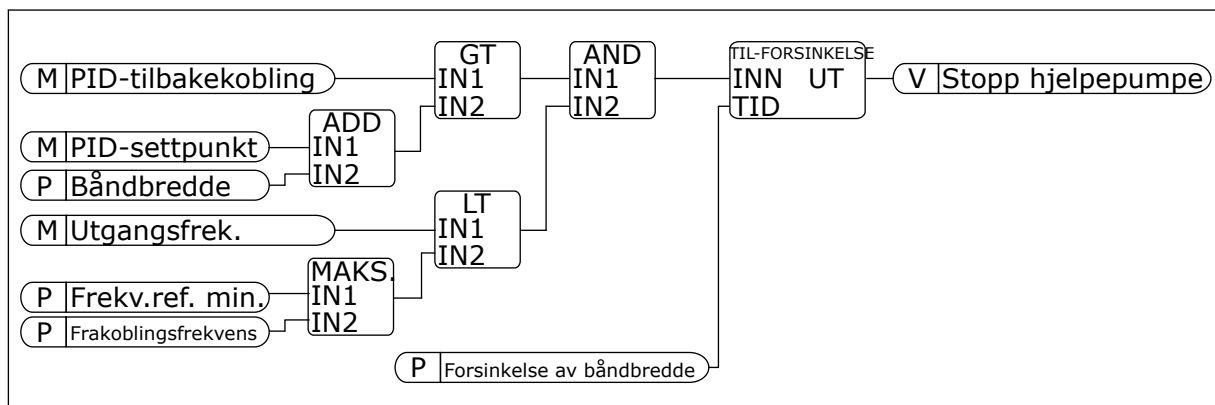 GT
AND
TIL-FORSINKELSE
M PID-tilbakekobling
IN1
IN1
INN UT
V Stopp hjelpepumpe
IN2
IN2
TID
ADD
M PID-settpunkt
IN1
IN2
P Båndbredde
LT
M Utgangsfrek.
IN1
IN2
MAKS.
P Frekv.ref. min.
IN1
IN2
P Frakoblingsfrekvens
P Forsinkelse av båndbredde